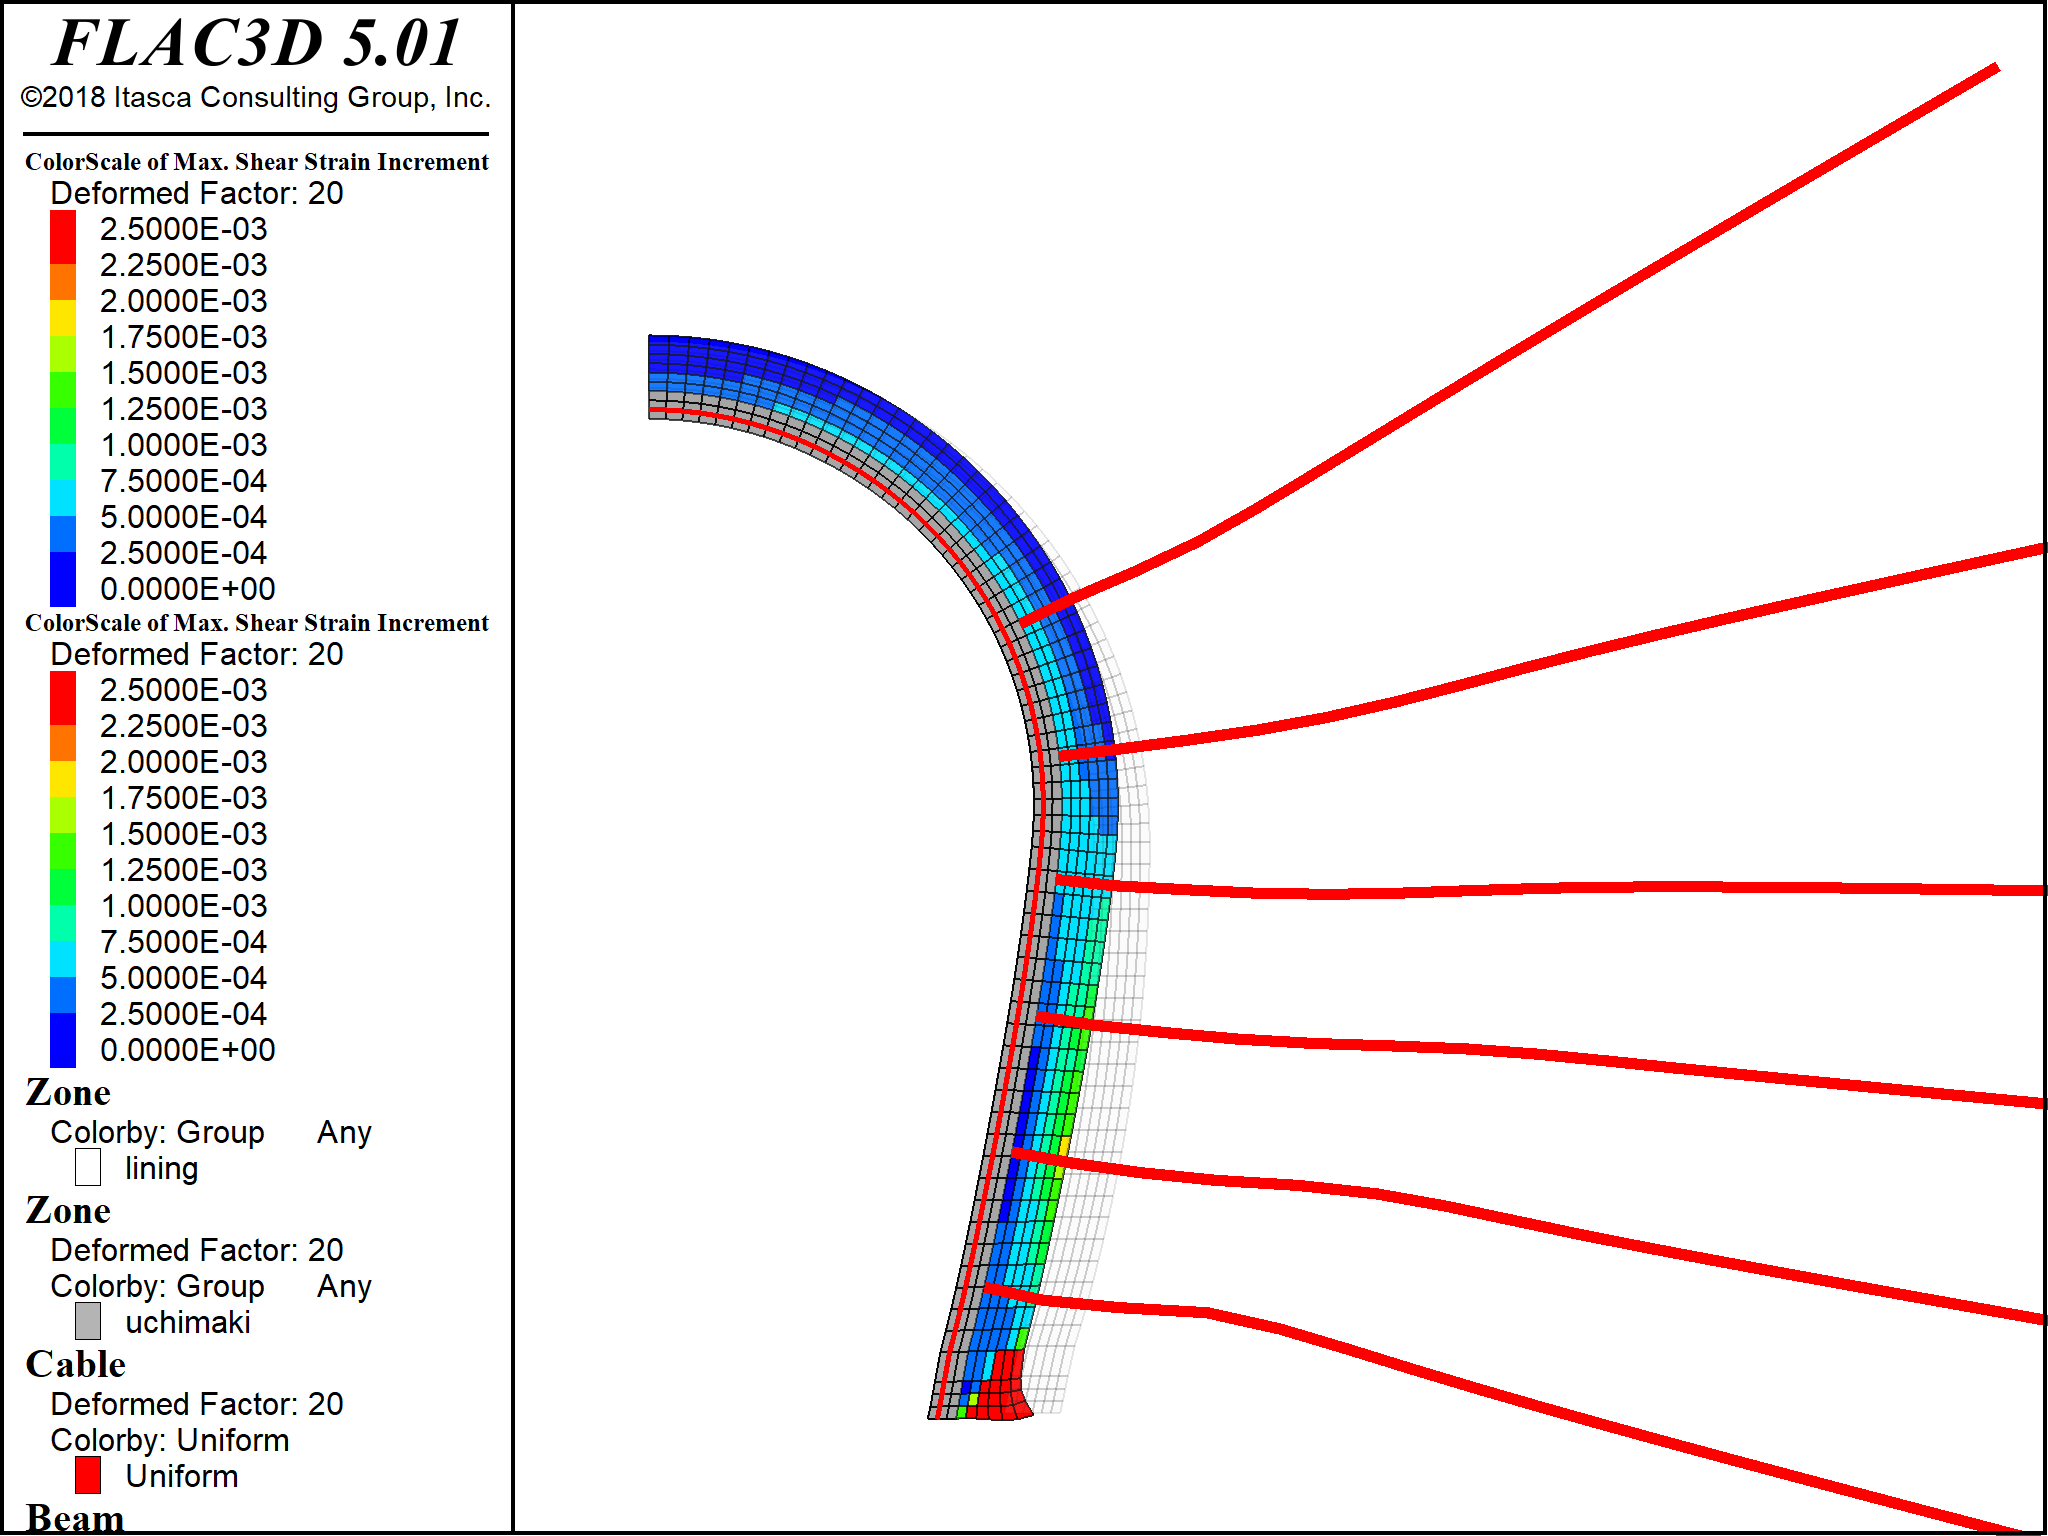 FLAC3D 5.01
©2018 Itasca Consulting Group, Inc.
ColorScale of Max. Shear Strain Increment
Deformed Factor: 20
2.5000E-03
2.2500E-03
2.0000E-03
1.7500E-03
1.5000E-03
1.2500E-03
1.0000E-03
7.5000E-04
5.0000E-04
2.5000E-04
0.0000E+00
ColorScale of Max. Shear Strain Increment
Deformed Factor: 20
2.5000E-03
2.2500E-03
2.0000E-03
1.7500E-03
1.5000E-03
1.2500E-03
1.0000E-03
7.5000E-04
5.0000E-04
2.5000E-04
0.0000E+00
Zone
Colorby: Group Any
lining
Zone
Deformed Factor: 20
Colorby: Group Any
uchimaki
Cable
Deformed Factor: 20
Colorby: Uniform
Uniform
Beam